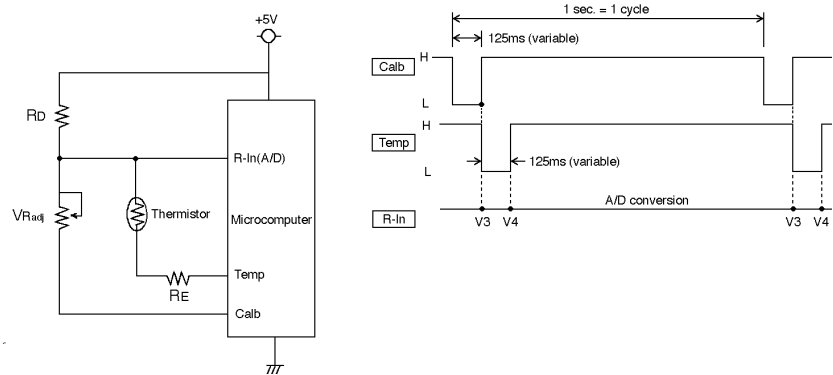 +5V
RD
R-In(A/D)
VRadj
Thermistor
Microcomputer
Temp
RE
Calb
1 sec. = 1 cycle
125ms (variable)
Calb
H
L
Temp
H
L
125ms (variable)
A/D conversion
R-In
V3 V4 V3 V4